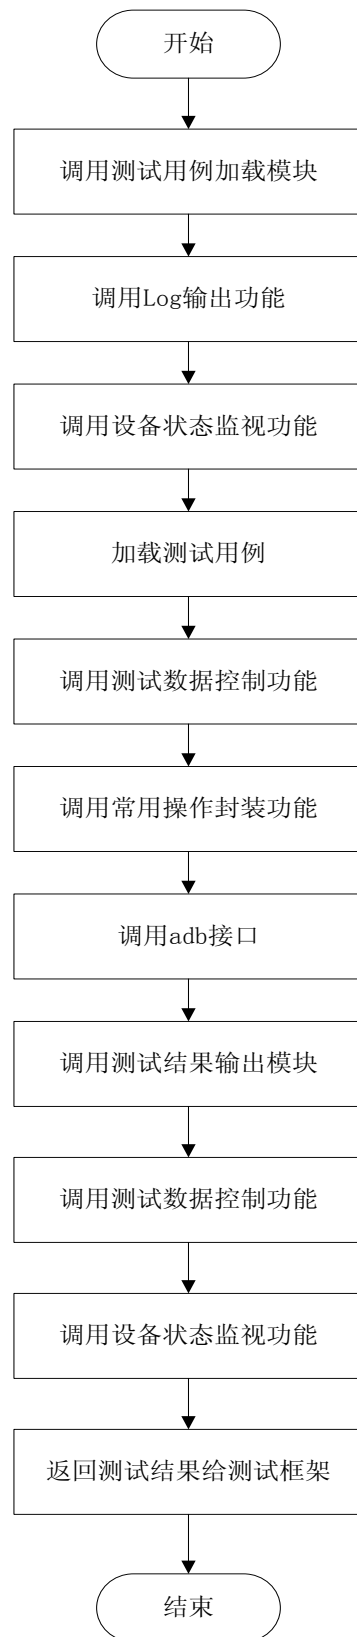 开始
调用测试用例加载模块
调用Log输出功能
调用设备状态监视功能
加载测试用例
调用测试数据控制功能
调用常用操作封装功能
调用adb接口
调用测试结果输出模块
调用测试数据控制功能
调用设备状态监视功能
返回测试结果给测试框架
结束